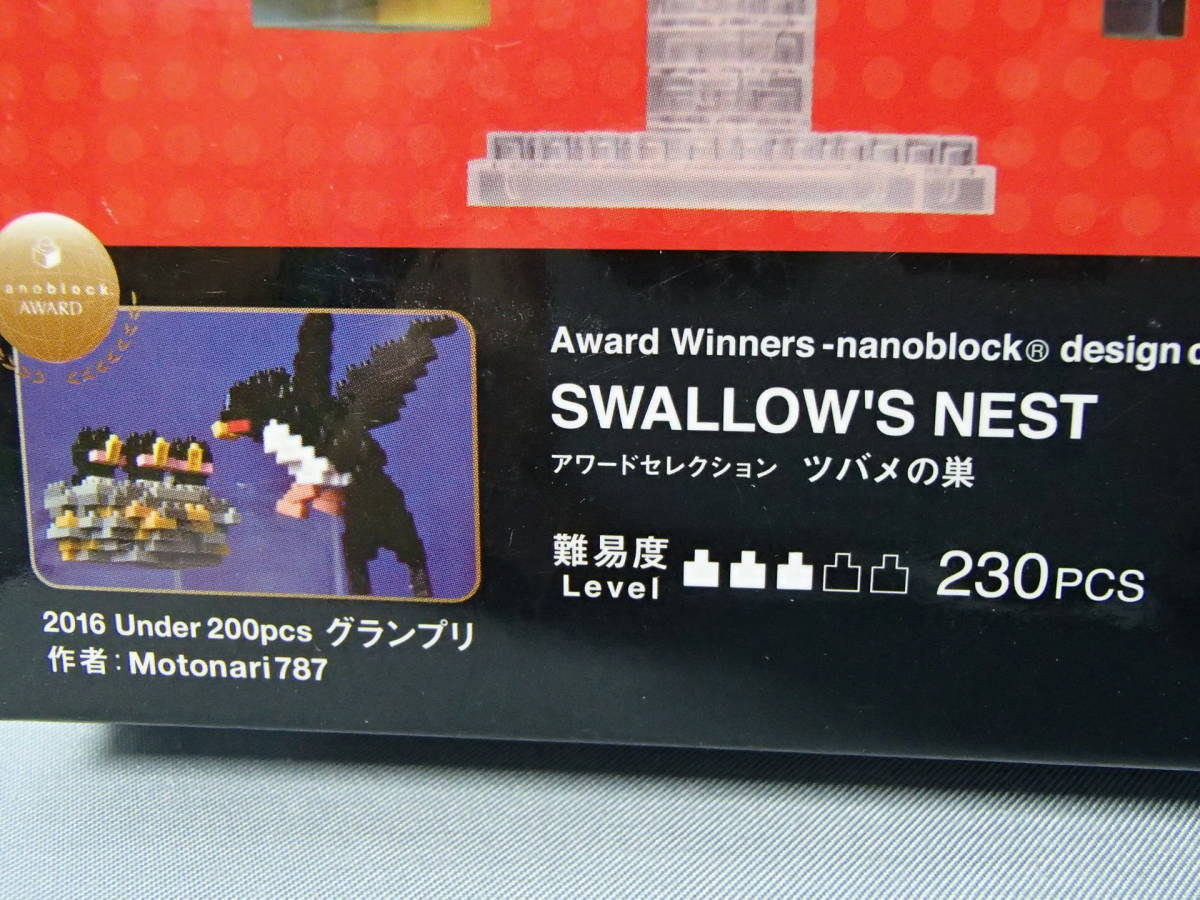 anoblock
AWARD
Award Winners -nanoblock® design
SWALLOW'S NEST
アワードセレクション ツバメの巣
難易度
Level
230PCS
2016 Under 200pcs グランプリ
作者:Motonari787